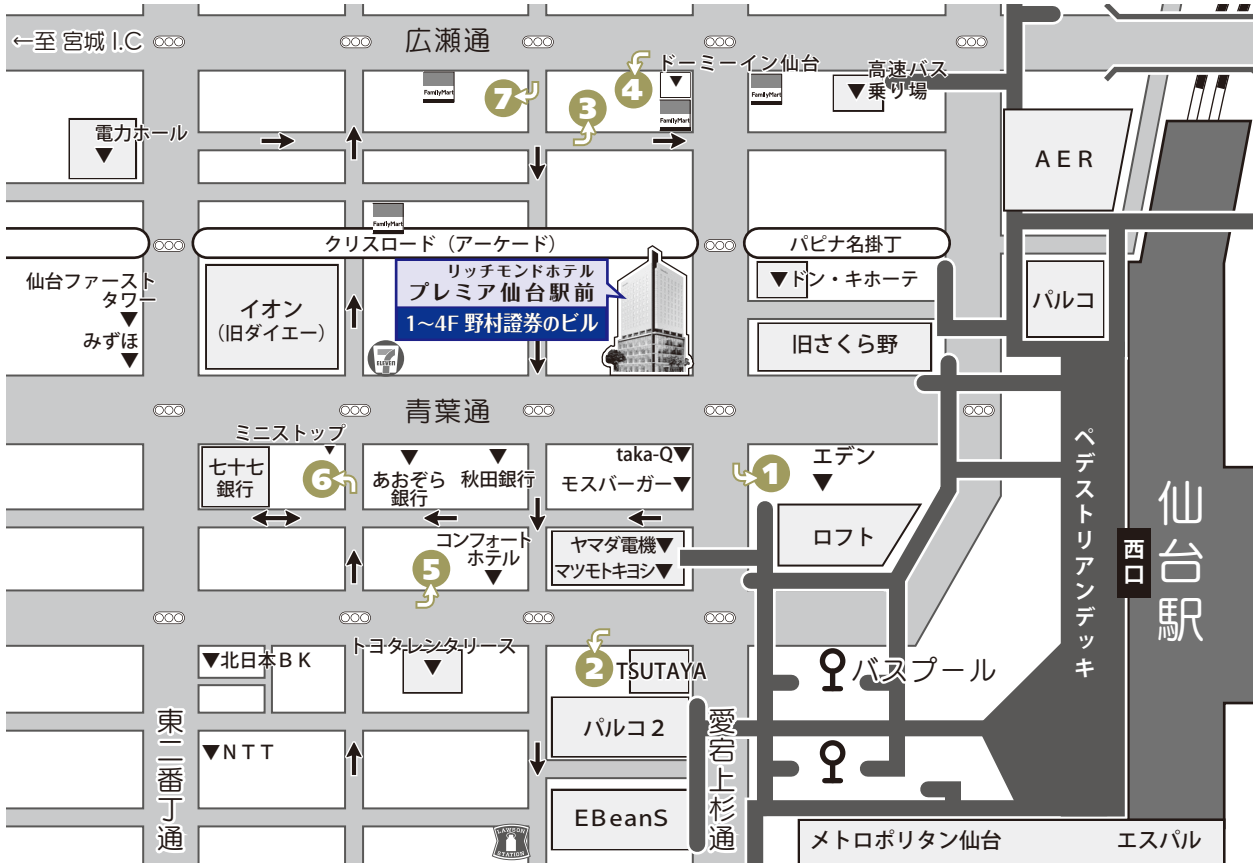 ←至 宮城 I.C
広瀬通
ドーミーイン仙台
▼
高速バス
▼乗り場
FamilyMart
7
3
4
FamilyMart
FamilyMart
電力ホール
▼
AER
FamilyMart
クリスロード（アーケード）
パピナ名掛丁
仙台ファースト
タワー
▼
みずほ
▼
イオン
（旧ダイエー）
リッチモンドホテル
プレミア仙台駅前
1～4F 野村證券のビル
▼ドン・キホーテ
パルコ
旧さくら野
7
ELEVEN
青葉通
ミニストップ
▼
七十七
銀行
6
▼
あおぞら
銀行
▼
秋田銀行
taka-Q▼
モスバーガー▼
1
エデン
▼
ロフト
ペデストリアンデッキ
西口
仙台駅
コンフォート
ホテル
▼
5
ヤマダ電機▼
マツモトキヨシ▼
▼北日本BK
トヨタレンタリース
▼
2
TSUTAYA
バスプール
パルコ2
東二番丁通
▼NTT
愛宕上杉通
EBeanS
LAWSON
STATION
メトロポリタン仙台
エスパル